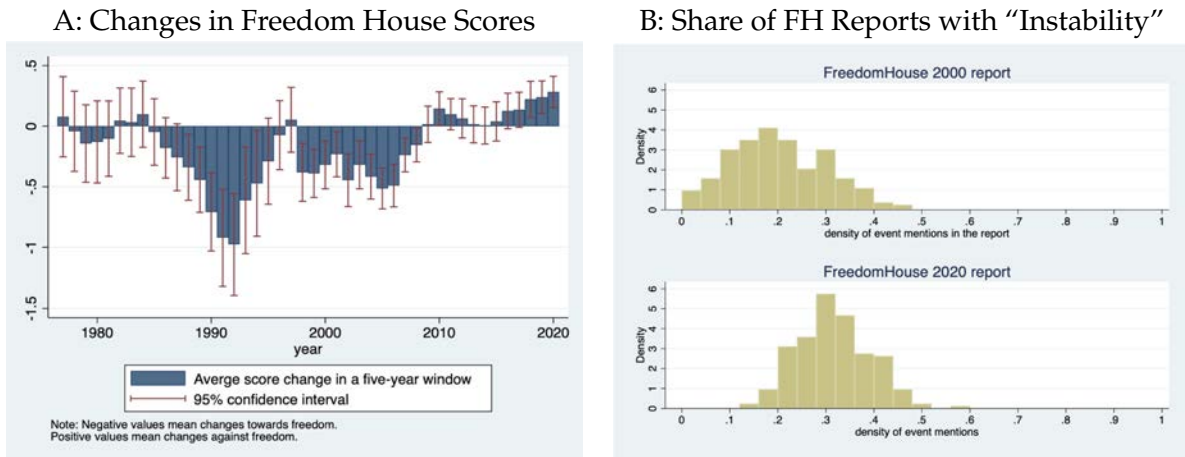 A: Changes in Freedom House Scores
.5
0
-.5
-1
-1.5
1980 1990 2000 2010 2020
year
Averge score change in a five-year window
95% confidence interval
Note: Negative values mean changes towards freedom.
Positive values mean changes against freedom.
B: Share of FH Reports with “Instability”
FreedomHouse 2000 report
Density
6
5
4
3
2
1
0
0 .1 .2 .3 .4 .5 .6 .7 .8 .9 1
density of event mentions in the report
FreedomHouse 2020 report
Density
6
5
4
3
2
1
0
0 .1 .2 .3 .4 .5 .6 .7 .8 .9 1
density of event mentions